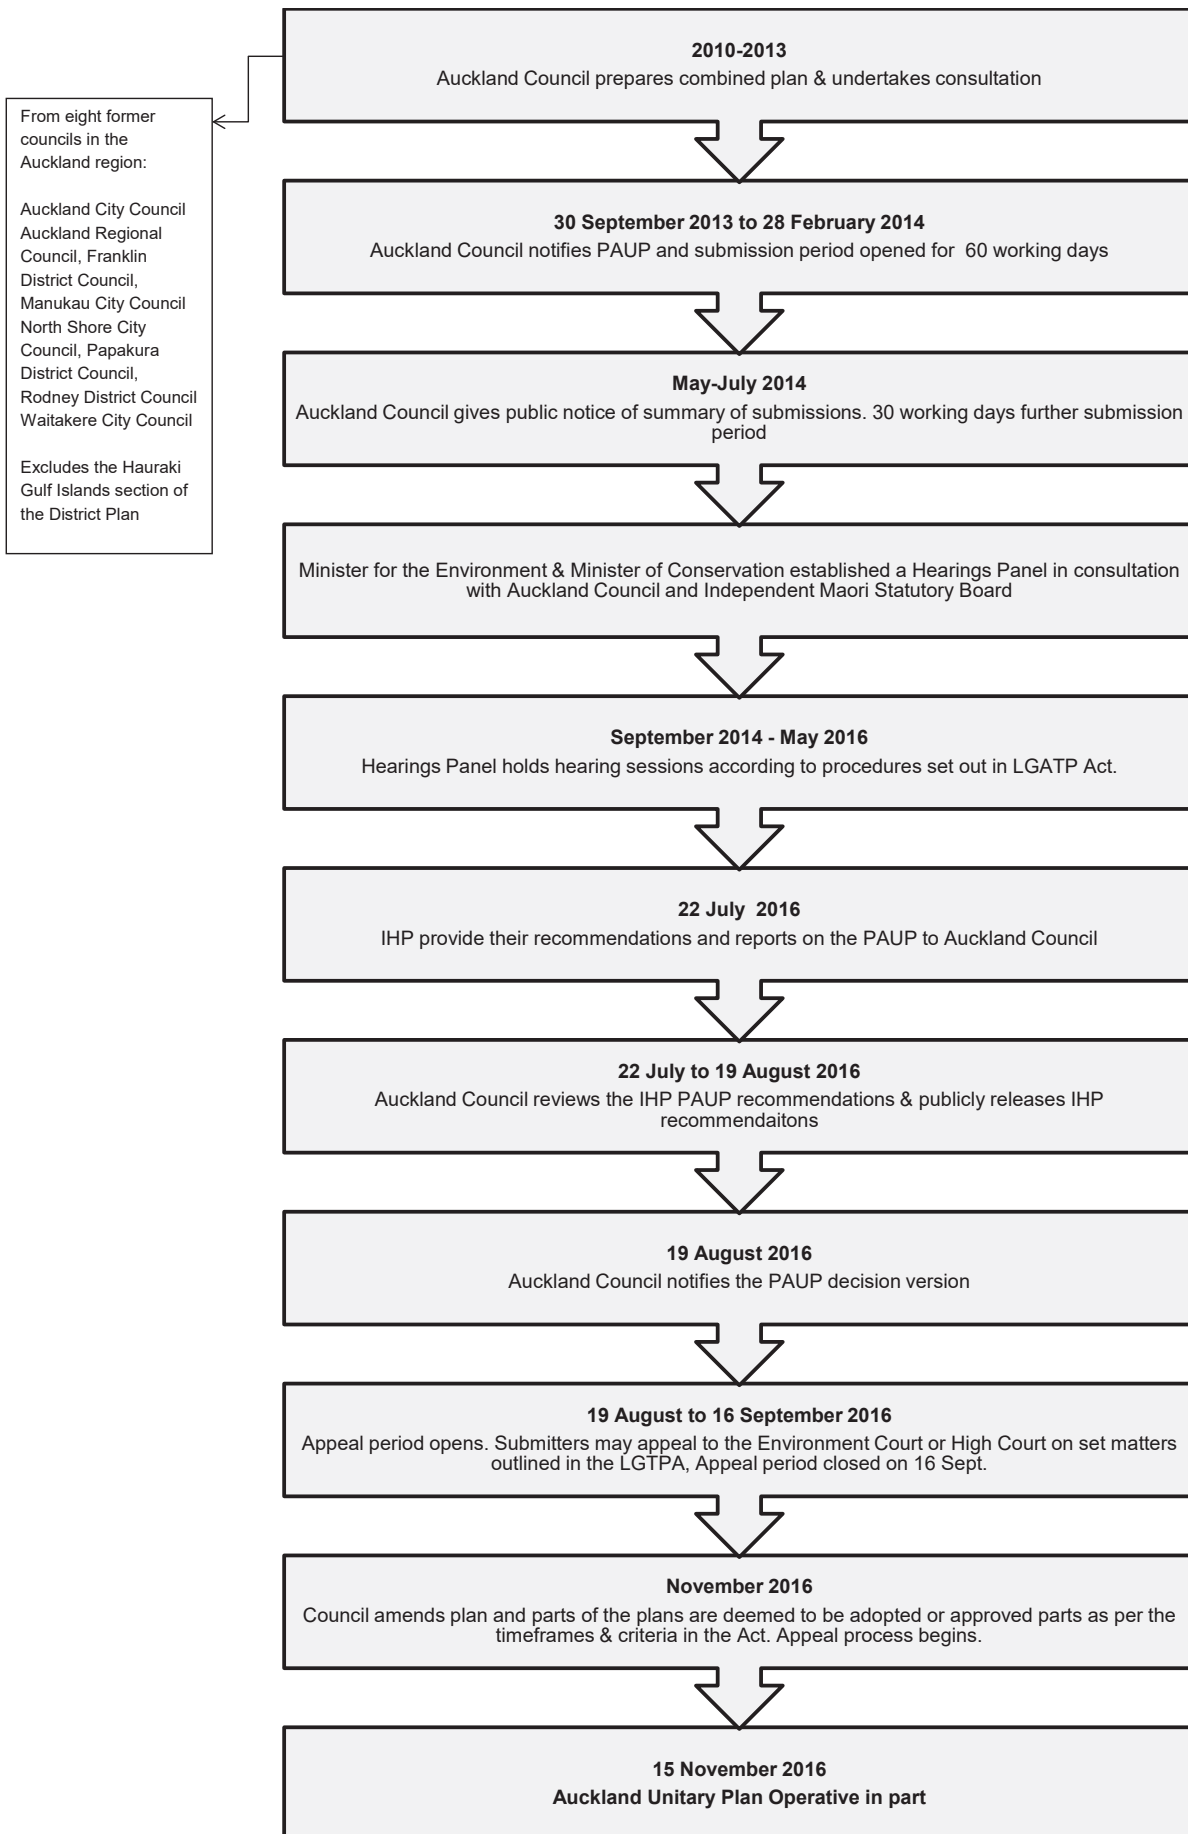 2010-2013
Auckland Council prepares combined plan & undertakes consultation
From eight former
councils in the
Auckland region:
Auckland City Council
Auckland Regional
Council, Franklin
District Council,
Manukau City Council
North Shore City
Council, Papakura
District Council,
Rodney District Council
Waitakere City Council
Excludes the Hauraki
Gulf Islands section of
the District Plan
30 September 2013 to 28 February 2014
Auckland Council notifies PAUP and submission period opened for 60 working days
May-July 2014
Auckland Council gives public notice of summary of submissions. 30 working days further submission
period
Minister for the Environment & Minister of Conservation established a Hearings Panel in consultation
with Auckland Council and Independent Maori Statutory Board
September 2014 - May 2016
Hearings Panel holds hearing sessions according to procedures set out in LGATP Act.
22 July 2016
IHP provide their recommendations and reports on the PAUP to Auckland Council
22 July to 19 August 2016
Auckland Council reviews the IHP PAUP recommendations & publicly releases IHP
recommendaitons
19 August 2016
Auckland Council notifies the PAUP decision version
19 August to 16 September 2016
Appeal period opens. Submitters may appeal to the Environment Court or High Court on set matters
outlined in the LGTPA, Appeal period closed on 16 Sept.
November 2016
Council amends plan and parts of the plans are deemed to be adopted or approved parts as per the
timeframes & criteria in the Act. Appeal process begins.
15 November 2016
Auckland Unitary Plan Operative in part